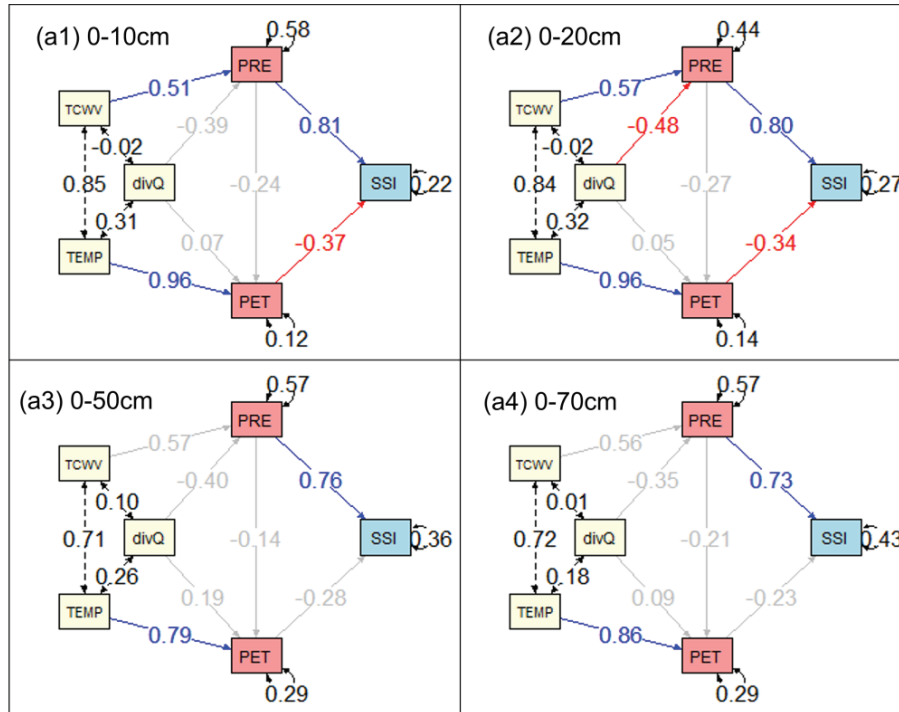 (a1) 0-10cm
0.58
PRE
TCWV
0.51
-0.39
0.81
-0.02
0.85
divQ
-0.24
SSI
0.22
0.31
0.07
-0.37
TEMP
0.96
PET
0.12
(a2) 0-20cm
0.44
PRE
TCWV
0.57
-0.48
0.80
-0.02
0.84
divQ
-0.27
SSI
0.27
0.32
0.05
-0.34
TEMP
0.96
PET
0.14
(a3) 0-50cm
0.57
PRE
TCWV
0.57
-0.40
0.76
0.10
0.71
divQ
-0.14
SSI
0.36
0.26
0.19
-0.28
TEMP
0.79
PET
0.29
(a4) 0-70cm
0.57
PRE
TCWV
0.56
-0.35
0.73
0.01
0.72
divQ
-0.21
SSI
0.43
0.18
0.09
-0.23
TEMP
0.86
PET
0.29